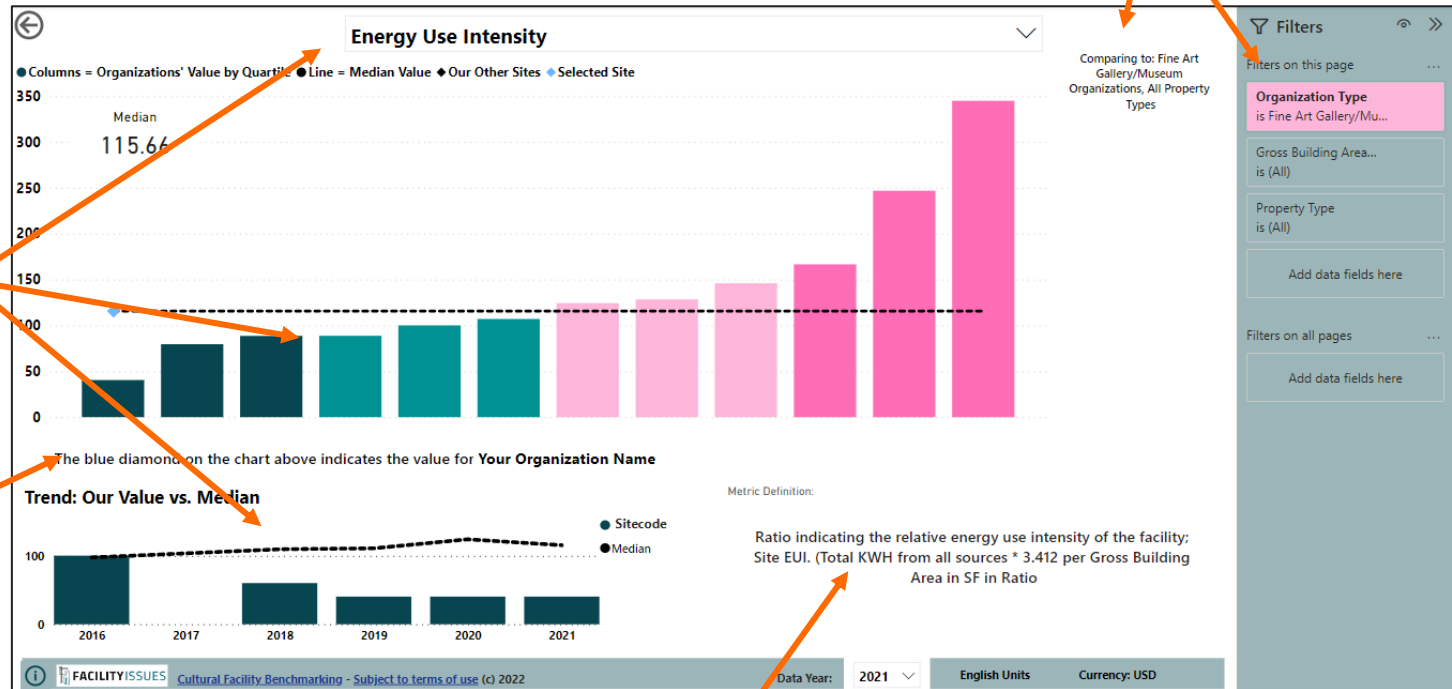 Energy Use Intensity
Columns = Organizations' Value by Quartile Line = Median Value Our Other Sites Selected Site
Comparing to: Fine Art
Gallery/Museum
Organizations, All Property
Types
Median
115.66
350
300
250
200
150
100
50
0
The blue diamond on the chart above indicates the value for Your Organization Name
Trend: Our Value vs. Median
Sitecode
Median
100
0
2016 2017 2018 2019 2020 2021
Metric Definition:
Ratio indicating the relative energy use intensity of the facility;
Site EUI. (Total KWH from all sources * 3.412 per Gross Building
Area in SF in Ratio
Filters
Filters on this page ...
Organization Type
is Fine Art Gallery/Mu...
Gross Building Area...
is (All)
Property Type
is (All)
Add data fields here
Filters on all pages ...
Add data fields here
FACILITYISSUES Cultural Facility Benchmarking - Subject to terms of use (c) 2022 Data Year: 2021 English Units Currency: USD